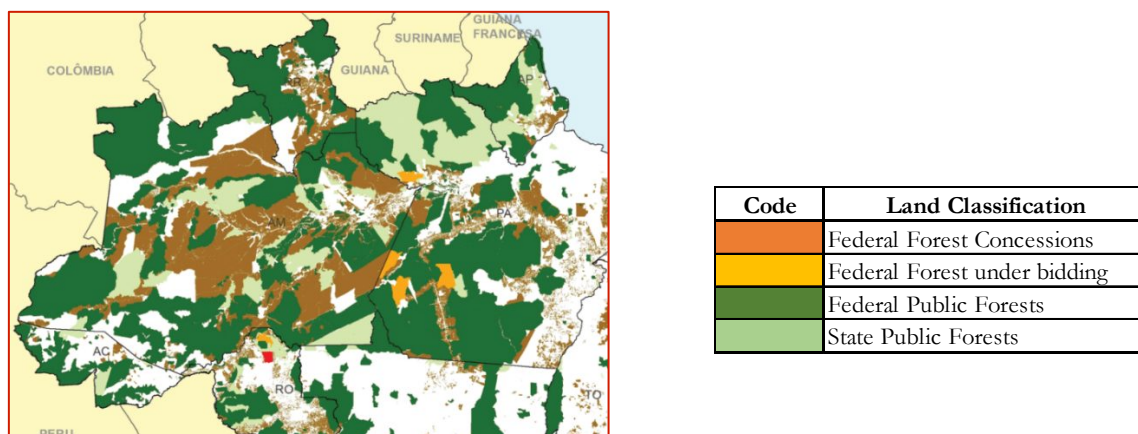 GUIANA
FRANCESA
SURINAME
COLÔMBIA
GUIANA
RR
AP
AM
PA
AC
RO
TO
PERU
Code Land Classification
Federal Forest Concessions
Federal Forest under bidding
Federal Public Forests
State Public Forests